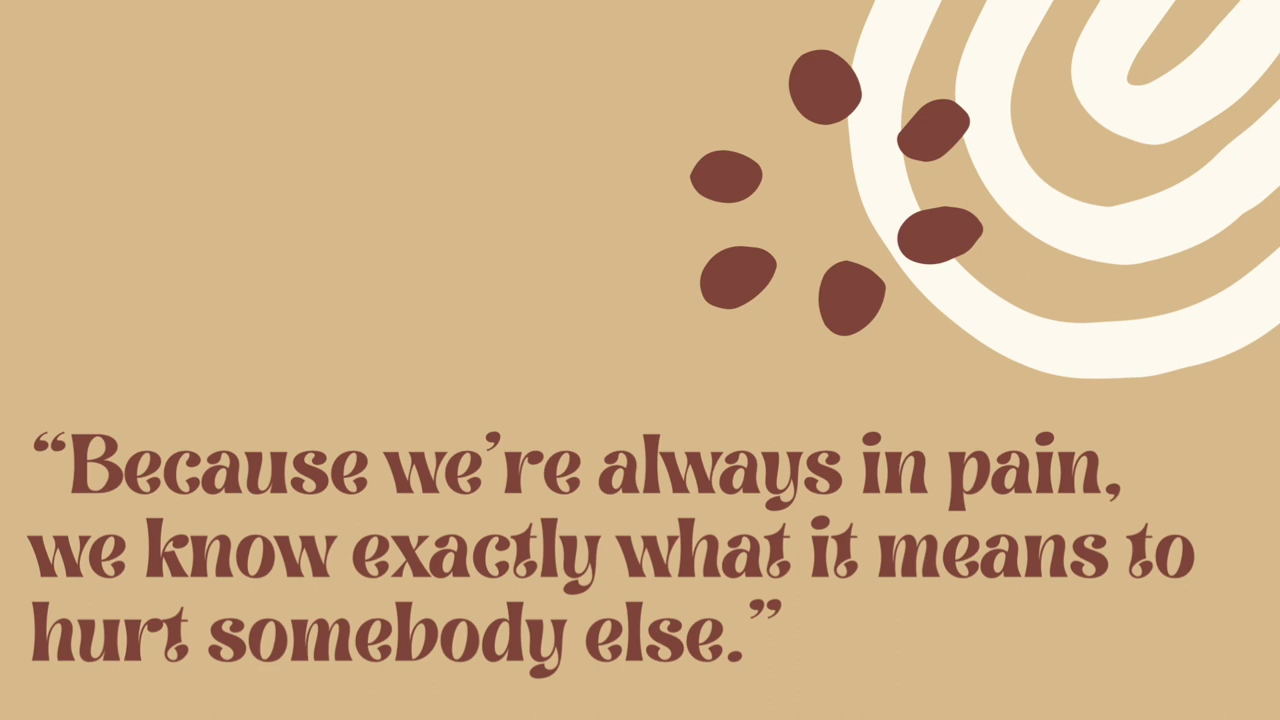 “Because we’re always in pain,
we know exactly what it means to
hurt somebody else.”